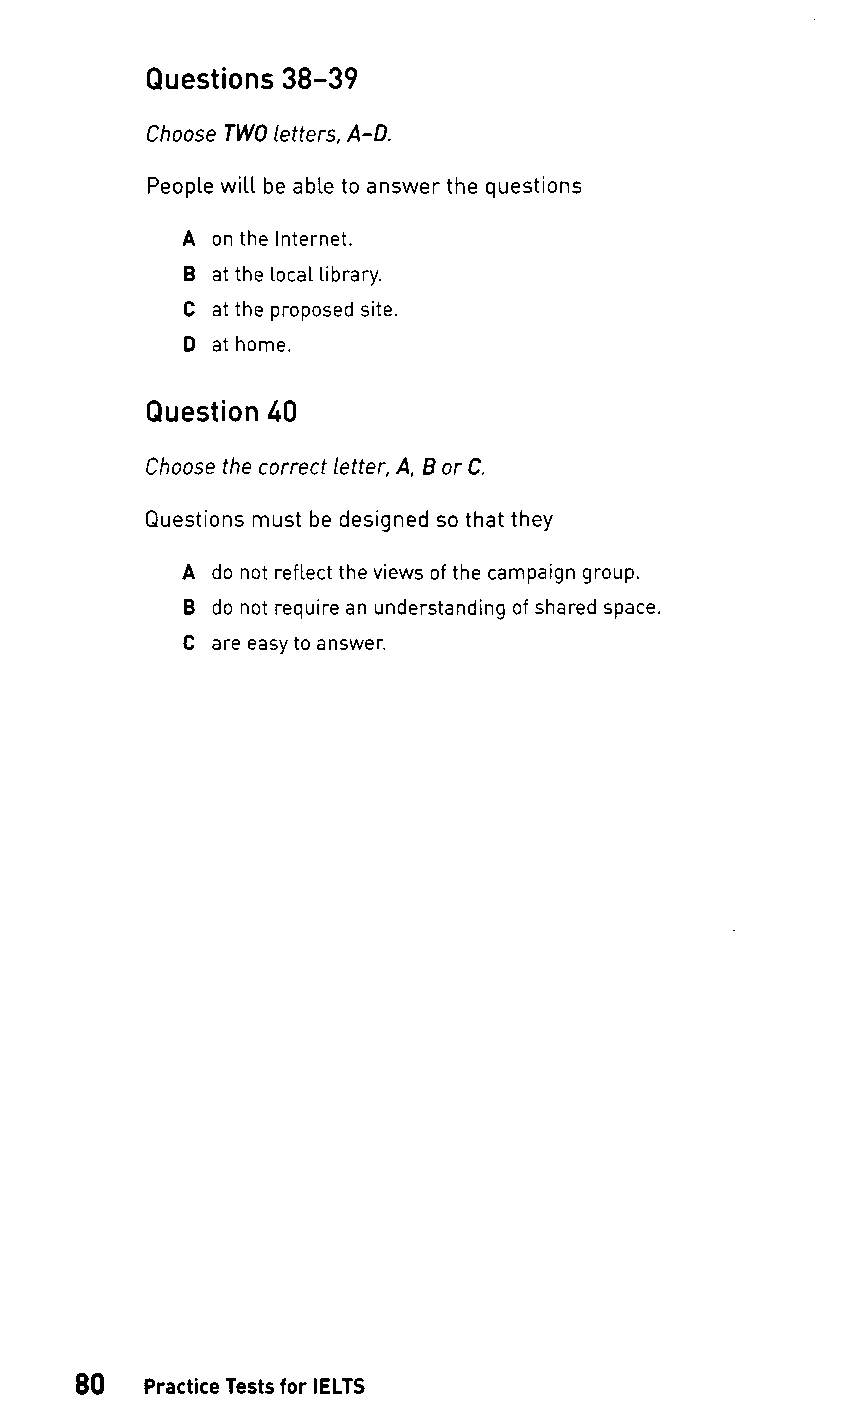 Questions 38–39
Choose TWO letters, A–D.
People will be able to answer the questions
A on the Internet.
B at the local library.
C at the proposed site.
D at home.
Question 40
Choose the correct letter, A, B or C.
Questions must be designed so that they
A do not reflect the views of the campaign group.
B do not require an understanding of shared space.
C are easy to answer.
80 Practice Tests for IELTS